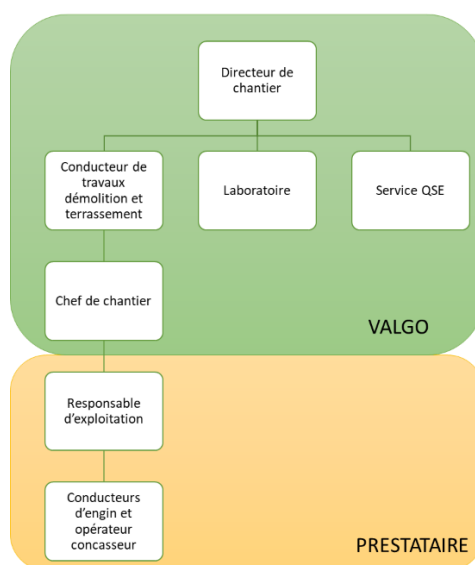 Directeur de
chantier
Conducteur de
travaux
démolition et
terrassement
Laboratoire
Service QSE
Chef de chantier
VALGO
Responsable
d'exploitation
Conducteurs
d'engin et
opérateur
concasseur
PRESTATAIRE